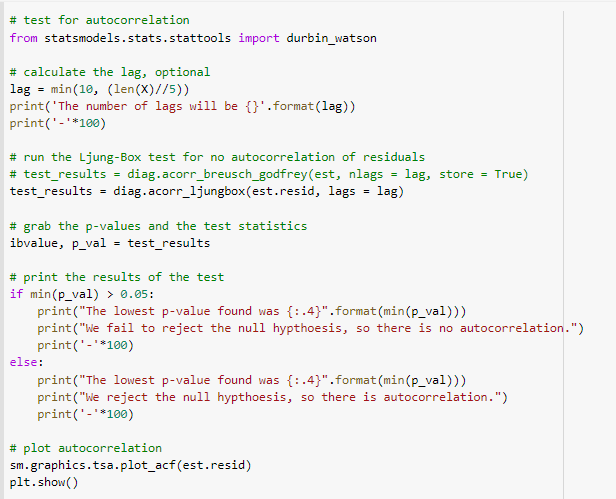 # test for autocorrelation
from statsmodels.stats.stattools import durbin_watson
# calculate the lag, optional
lag = min(10, (len(X)//5))
print('The number of lags will be {}'.format(lag))
print('-'*100)
# run the Ljung-Box test for no autocorrelation of residuals
# test_results = diag.acorr_breusch_godfrey(est, nlags = lag, store = True)
test_results = diag.acorr_ljungbox(est.resid, lags = lag)
# grab the p-values and the test statistics
ibvalue, p_val = test_results
# print the results of the test
if min(p_val) > 0.05:
    print("The lowest p-value found was {:.4}".format(min(p_val)))
    print("We fail to reject the null hypthoesis, so there is no autocorrelation.")
    print('-'*100)
else:
    print("The lowest p-value found was {:.4}".format(min(p_val)))
    print("We reject the null hypthoesis, so there is autocorrelation.")
    print('-'*100)
# plot autocorrelation
sm.graphics.tsa.plot_acf(est.resid)
plt.show()